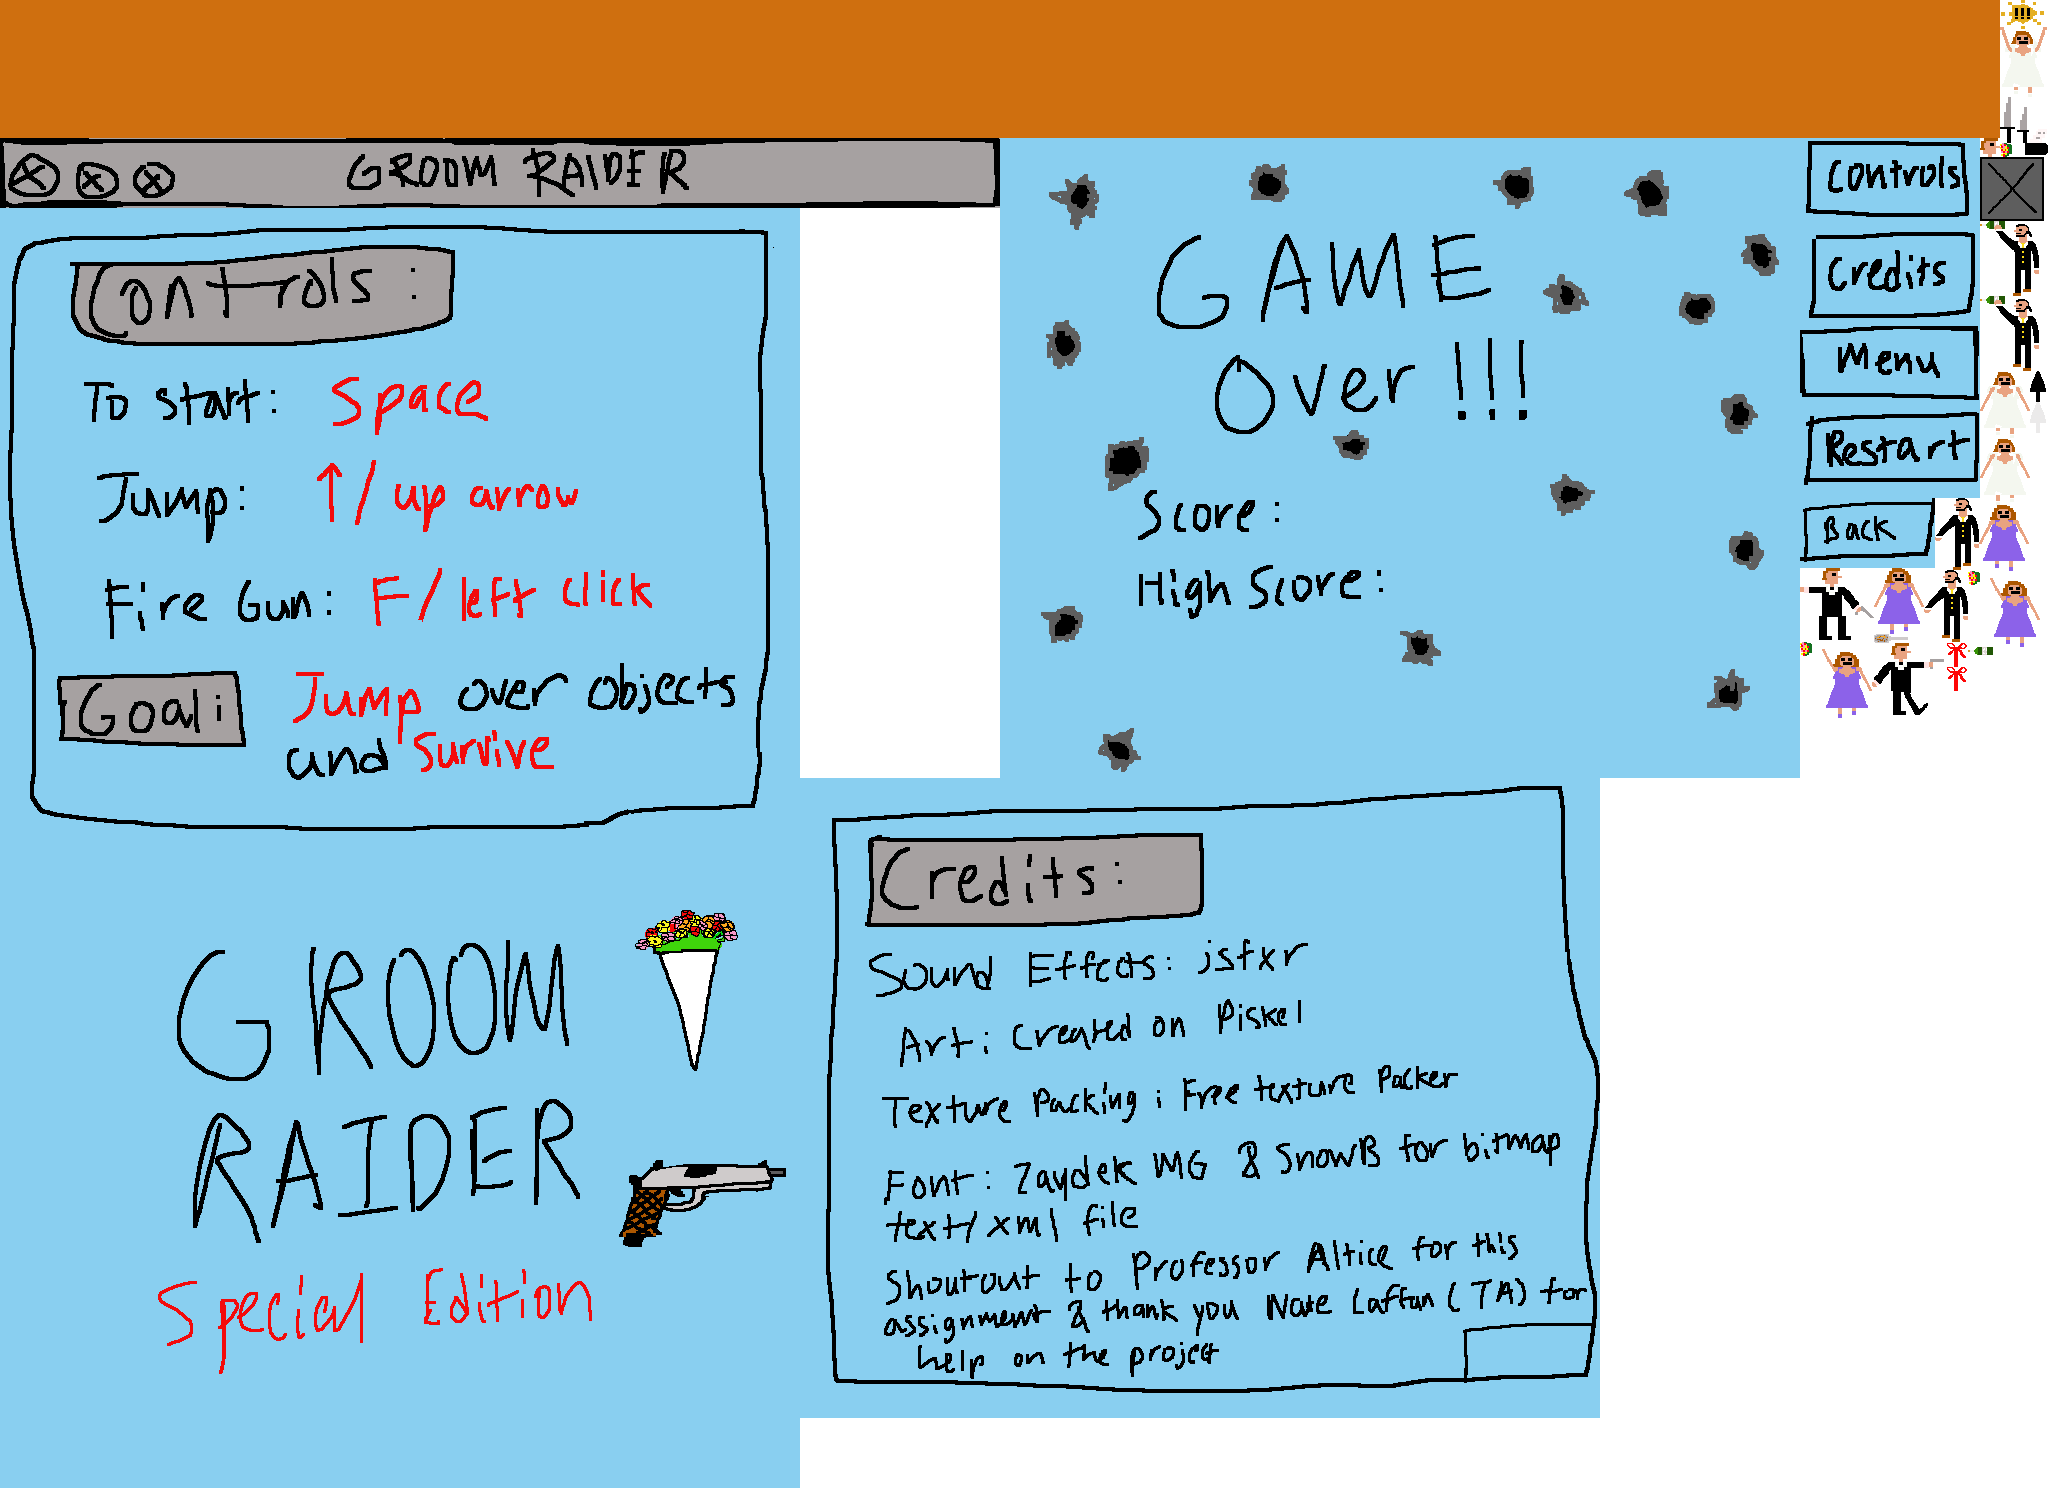 GROOM RAIDER
Controls:
To start: Space
Jump: ↑/ up arrow
Fire Gun: F/left click
Goal: Jump over objects
and Survive
GAME
Over!!!
Score:
High Score:
Controls
Credits
Menu
Restart
Back
GROOM
RAIDER
Special Edition
Credits:
Sound Effects: jsfxr
Art: Created on Piskel
Texture Packing: Free texture Packer
Font: Zaydek MG & SnowB for bitmap
text/xml file
Shoutout to Professor Altice for this
assignment & thank you Nate Laffan (TA) for
help on the project
!!!